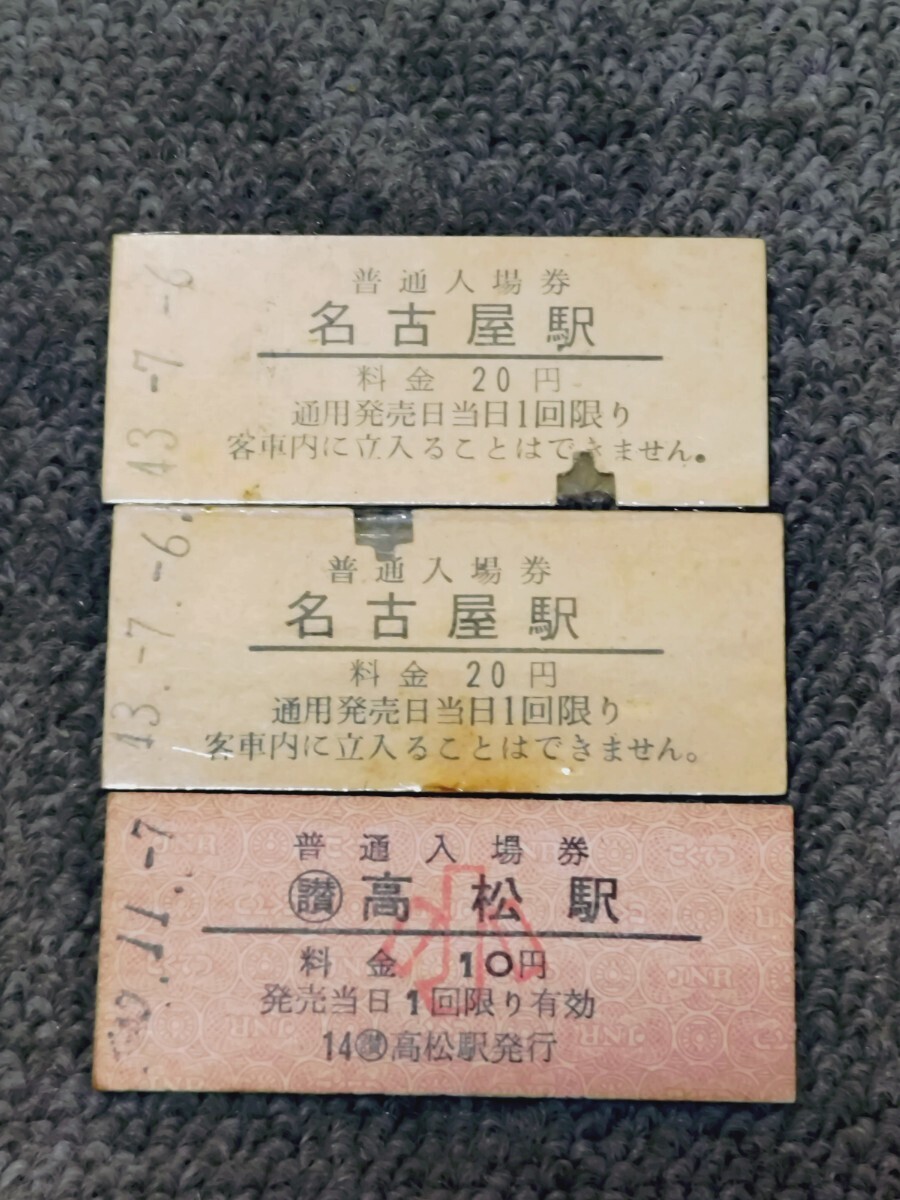 43-7-6
普通入場券
名古屋駅
料金 20円
通用発売日当日1回限り
客車内に立入ることはできません。
43.-7.-6.
普通入場券
名古屋駅
料金 20円
通用発売日当日1回限り
客車内に立入ることはできません。
.11.-7
普通入場券
㊝讃 高松駅
小
料金 10円
発売当日1回限り有効
14讃高松駅発行